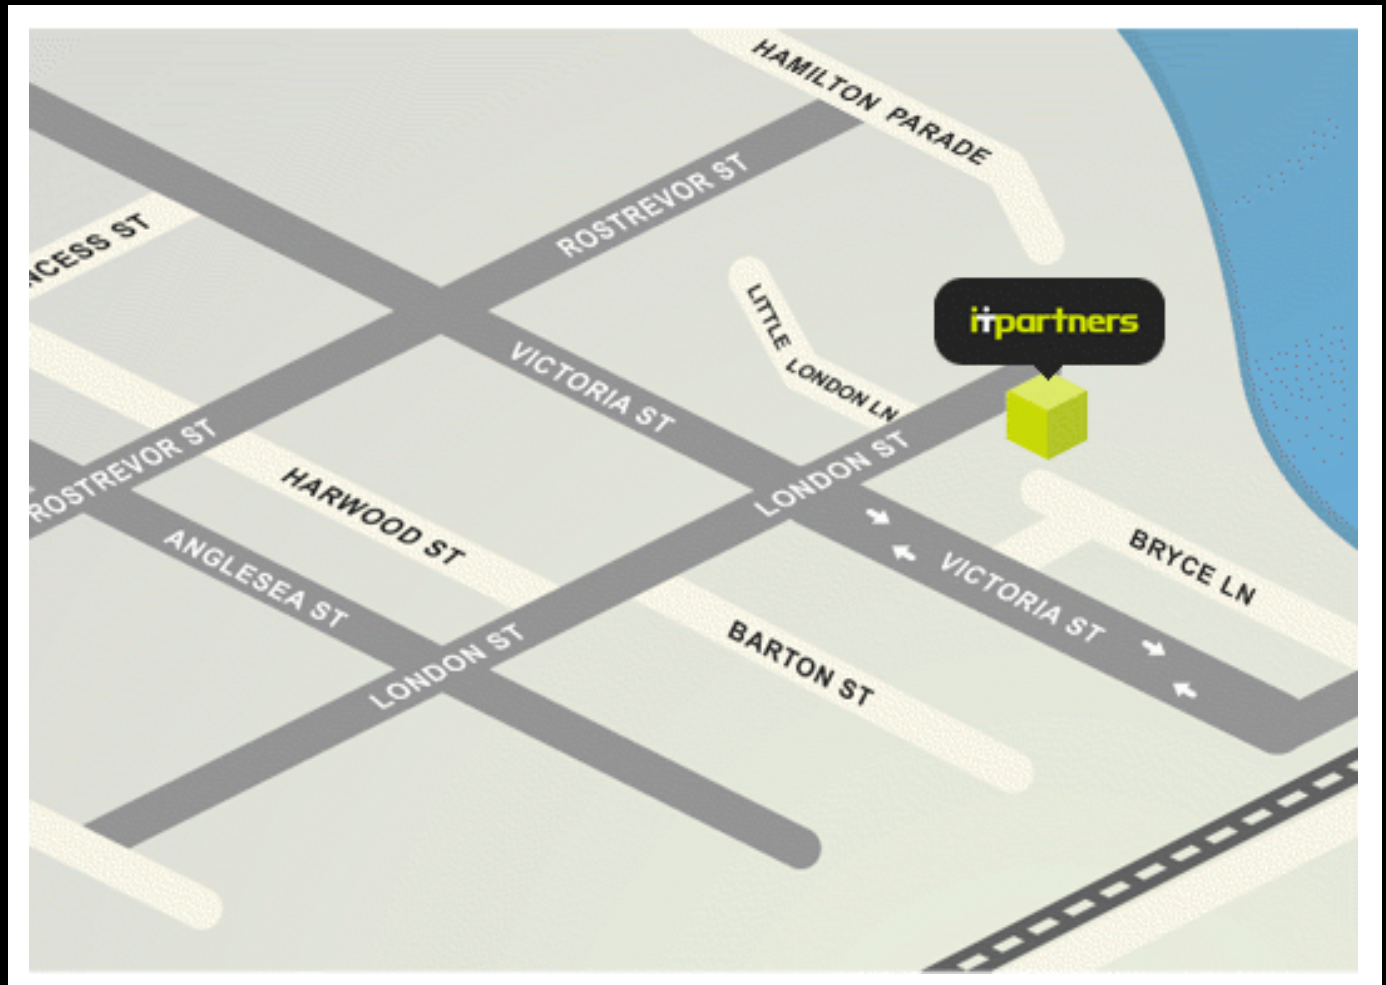 HAMILTON PARADE
ROSTREVOR ST
NCESS ST
itpartners
LITTLE LONDON LN
VICTORIA ST
LONDON ST
ROSTREVOR ST
HARWOOD ST
ANGLESEA ST
VICTORIA ST
BRYCE LN
LONDON ST
BARTON ST